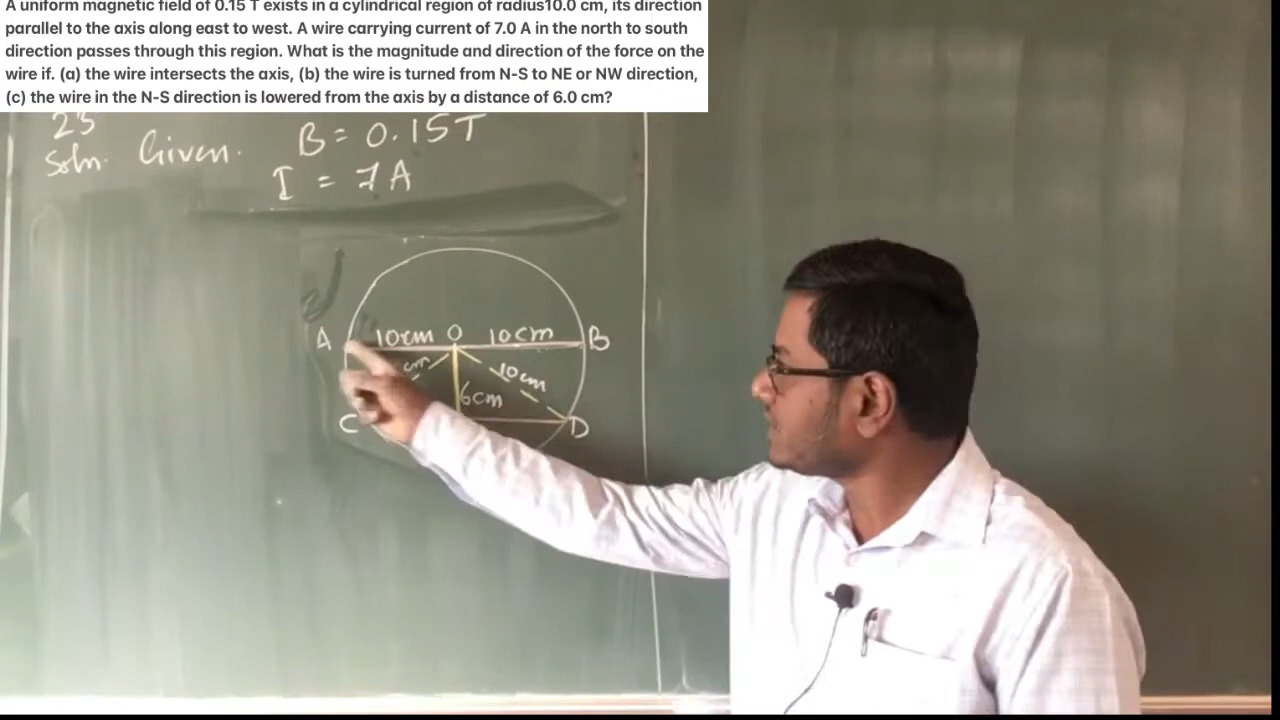 A uniform magnetic field of 0.15 T exists in a cylindrical region of radius10.0 cm, its direction
parallel to the axis along east to west. A wire carrying current of 7.0 A in the north to south
direction passes through this region. What is the magnitude and direction of the force on the
wire if. (a) the wire intersects the axis, (b) the wire is turned from N-S to NE or NW direction,
(c) the wire in the N-S direction is lowered from the axis by a distance of 6.0 cm?
25
Soln. Given. B = 0.15T
I = 7A
A 10cm O 10cm B
cm 10cm
6cm
C D